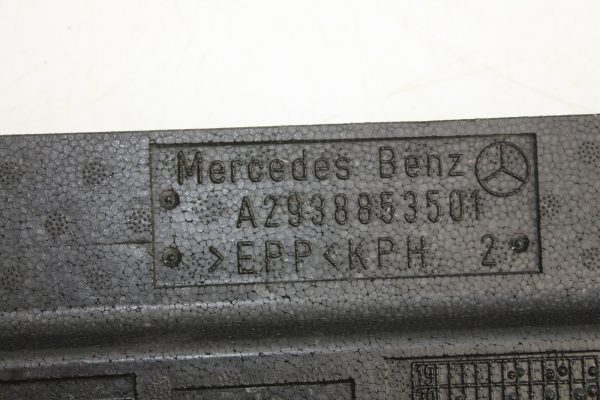 Mercedes Benz
A2938853501
>EPP<KPH 2